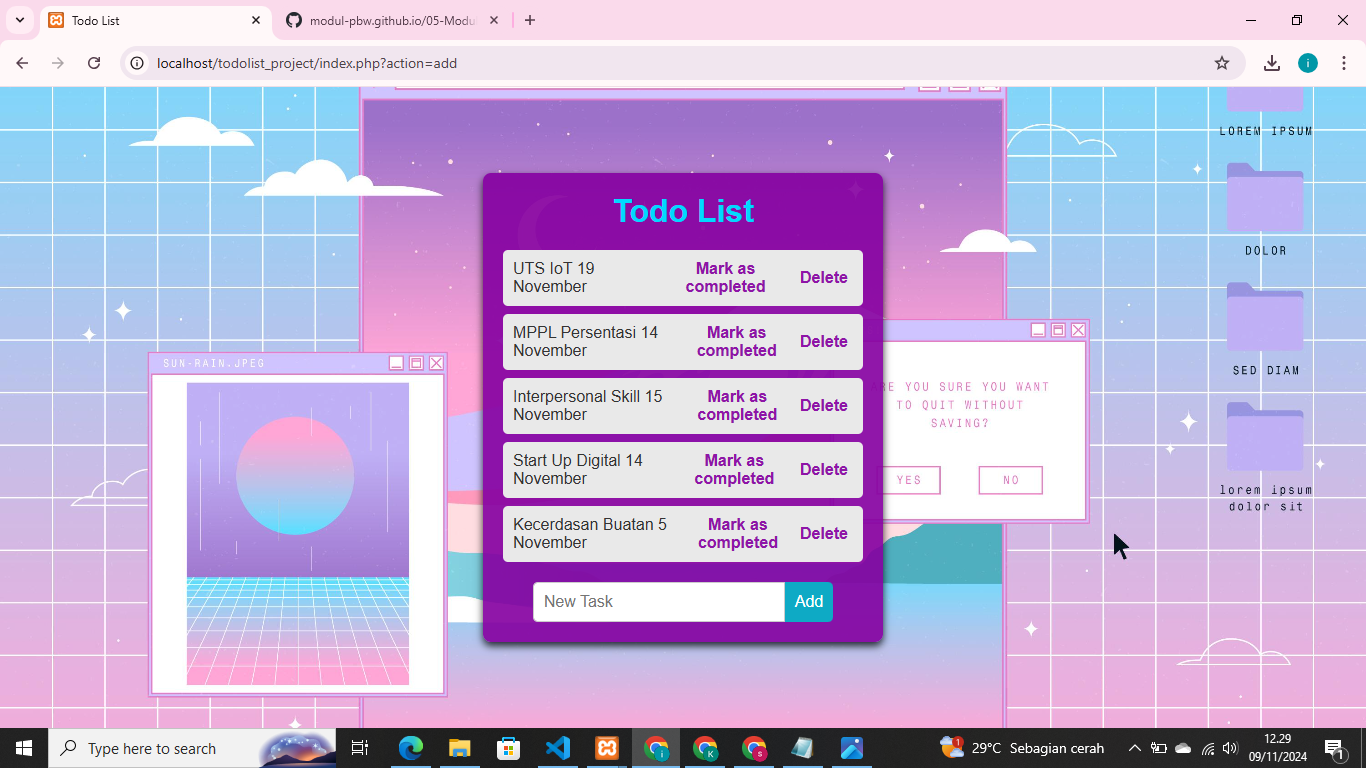 Todo List
modul-pbw.github.io/05-Modu
localhost/todolist_project/index.php?action=add
i
LOREM IPSUM
DOLOR
SED DIAM
lorem ipsum
dolor sit
SUN-RAIN.JPEG
Todo List
UTS IoT 19
November
Mark as
completed
Delete
MPPL Persentasi 14
November
Mark as
completed
Delete
Interpersonal Skill 15
November
Mark as
completed
Delete
Start Up Digital 14
November
Mark as
completed
Delete
Kecerdasan Buatan 5
November
Mark as
completed
Delete
New Task
Add
RE YOU SURE YOU WANT
TO QUIT WITHOUT
SAVING?
YES
NO
Type here to search
i
K
S
1
29°C Sebagian cerah
12.29
09/11/2024
1